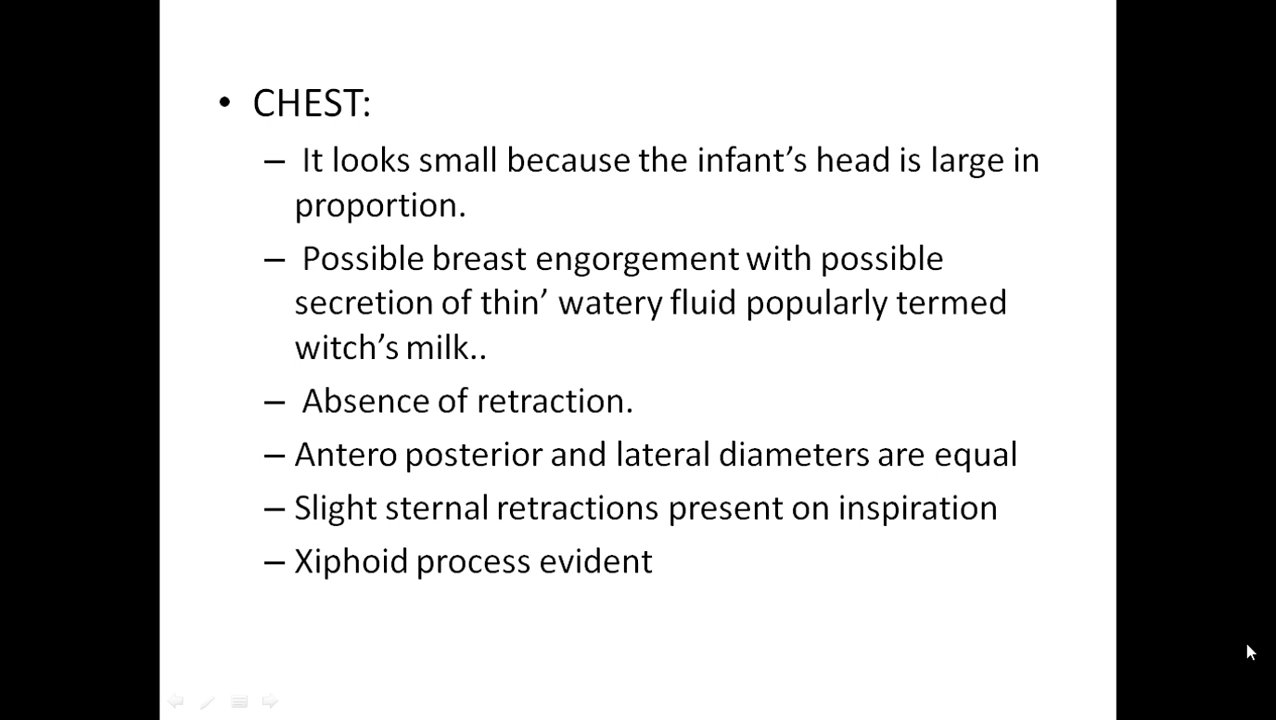 • CHEST:
– It looks small because the infant’s head is large in
proportion.
– Possible breast engorgement with possible
secretion of thin’ watery fluid popularly termed
witch’s milk..
– Absence of retraction.
– Antero posterior and lateral diameters are equal
– Slight sternal retractions present on inspiration
– Xiphoid process evident